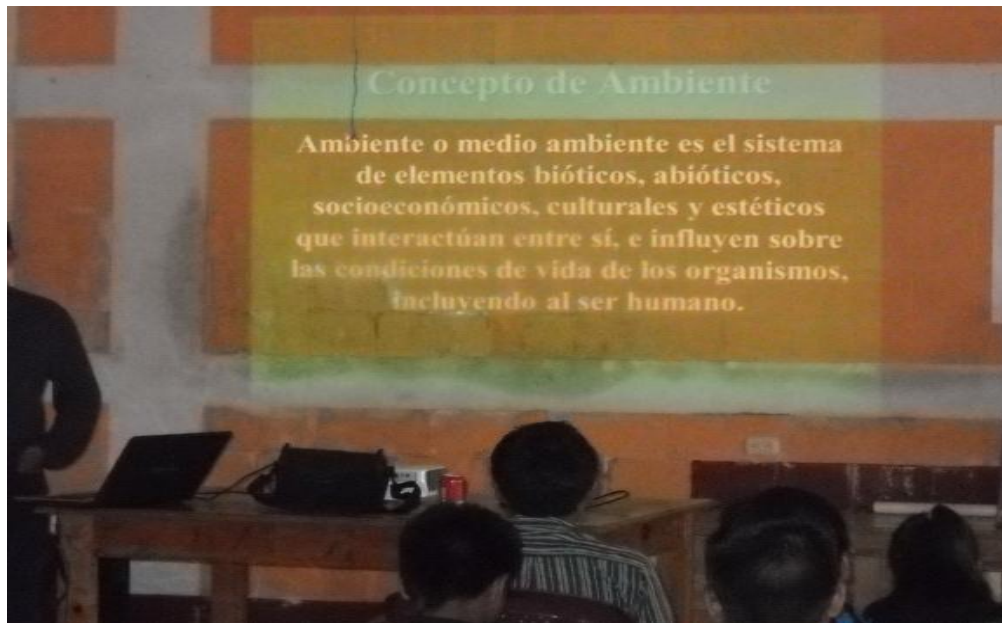 Concepto de Ambiente
Ambiente o medio ambiente es el sistema
de elementos bióticos, abióticos,
socioeconómicos, culturales y estéticos
que interactúan entre sí, e influyen sobre
las condiciones de vida de los organismos,
incluyendo al ser humano.